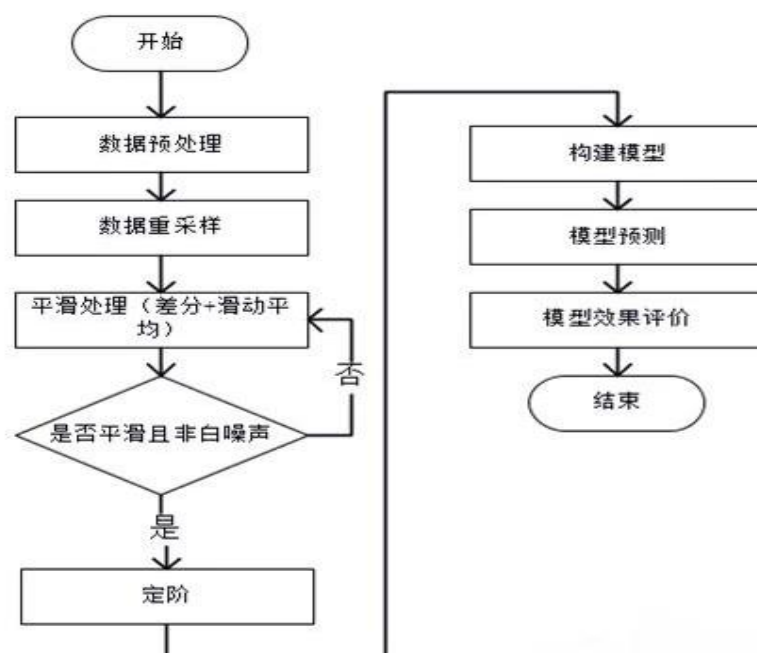 开始
数据预处理
数据重采样
平滑处理（差分+滑动平
均）
否
是否平滑且非白噪声
是
定阶
构建模型
模型预测
模型效果评价
结束